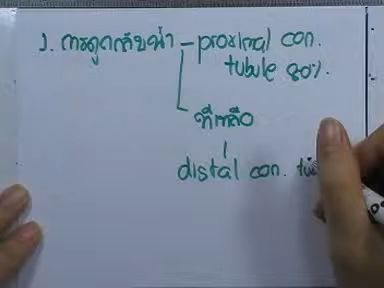 1. การดูดกลับน้ำ – proximal con.
tubule 80%.
ที่เหลือ
distal con.